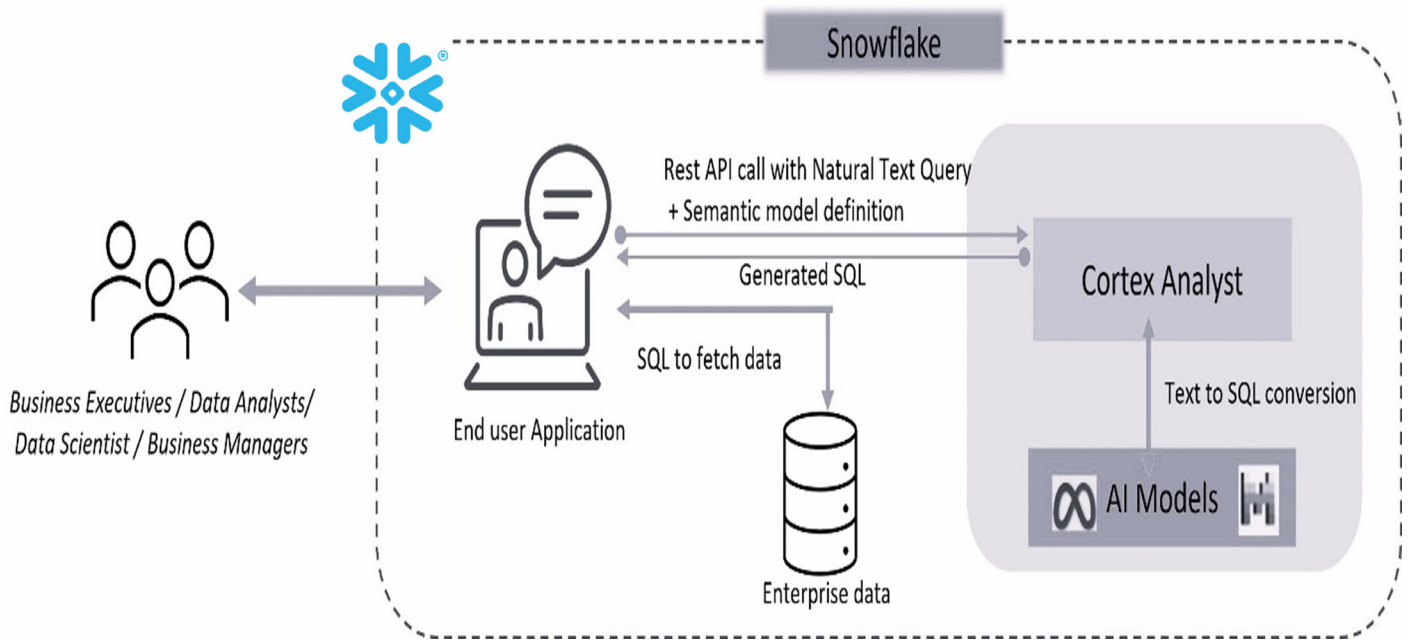 Snowflake
®
Rest API call with Natural Text Query
+ Semantic model definition
Generated SQL
Cortex Analyst
SQL to fetch data
Text to SQL conversion
Business Executives / Data Analysts/
Data Scientist / Business Managers
End user Application
AI Models
Enterprise data